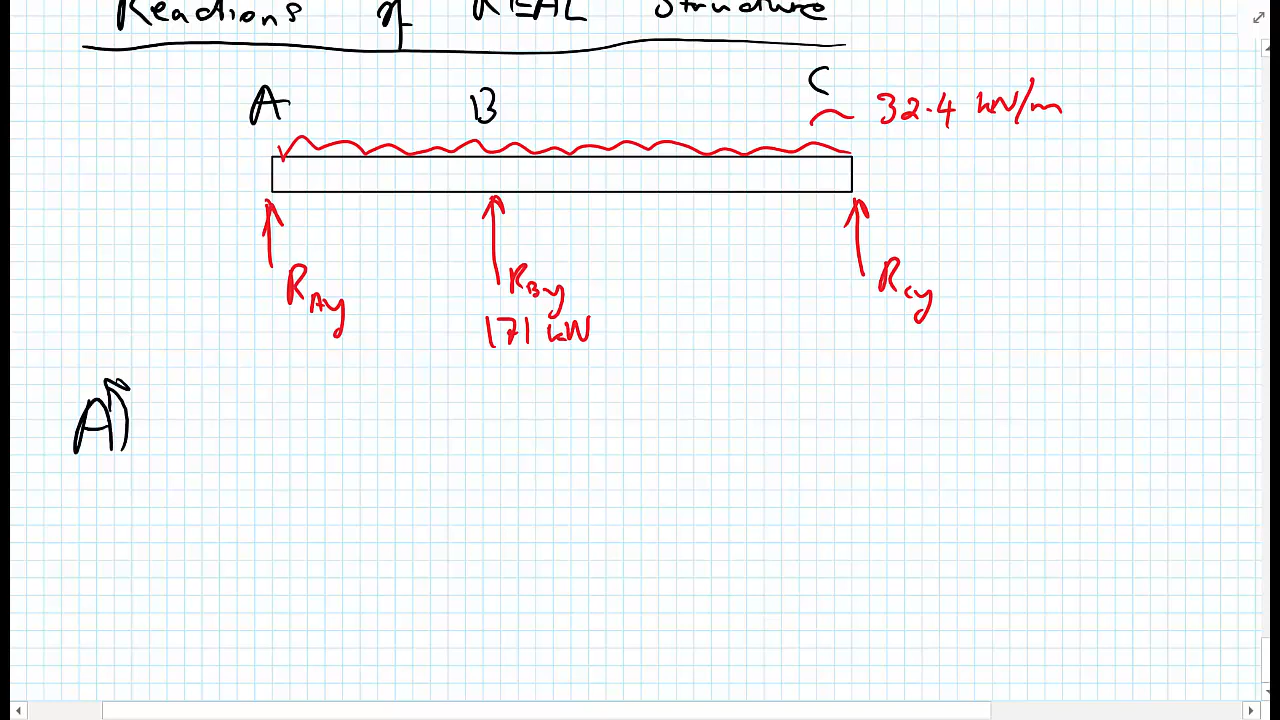 Reactions of REAL Structure
A B C
32.4 kN/m
RAy RBy RCy
171 kN
A